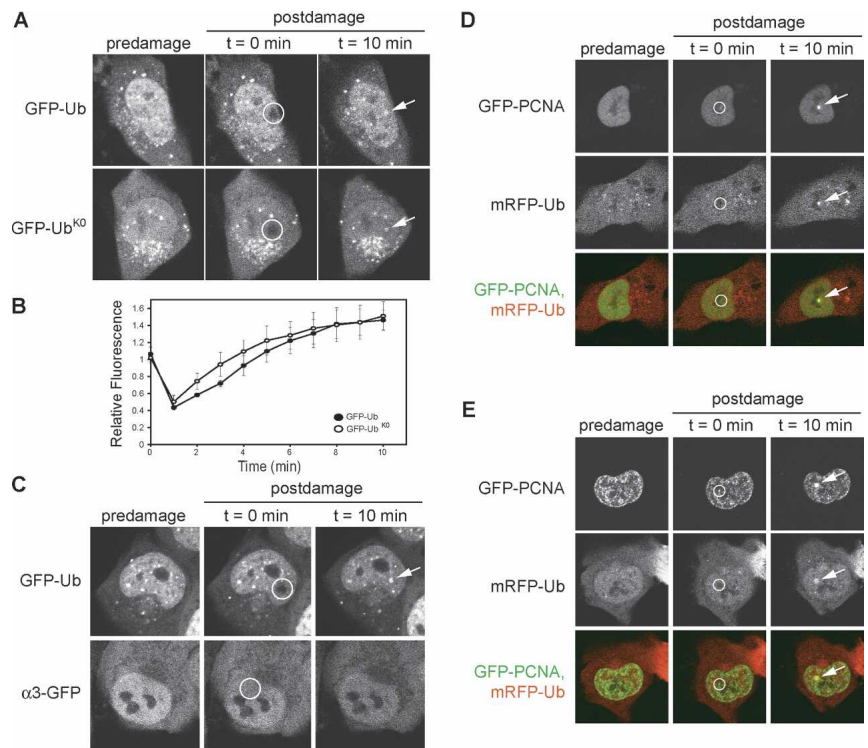 A
postdamage
predamage t = 0 min t = 10 min
GFP-Ub
GFP-Ub^K0
B
Relative Fluorescence
1.6
1.4
1.2
1
0.8
0.6
0.4
0.2
0
0 2 4 6 8 10
Time (min)
GFP-Ub
GFP-Ub K0
C
postdamage
predamage t = 0 min t = 10 min
GFP-Ub
α3-GFP
D
postdamage
predamage t = 0 min t = 10 min
GFP-PCNA
mRFP-Ub
GFP-PCNA,
mRFP-Ub
E
postdamage
predamage t = 0 min t = 10 min
GFP-PCNA
mRFP-Ub
GFP-PCNA,
mRFP-Ub